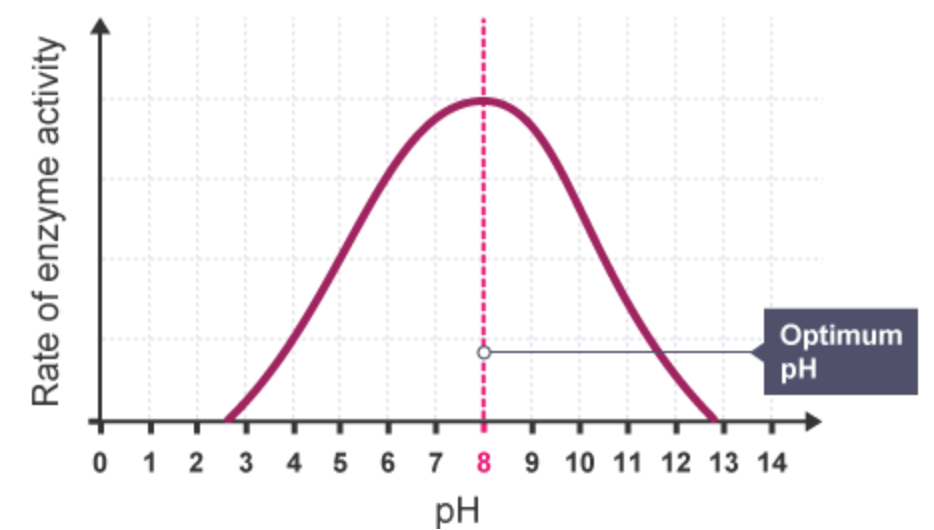 Rate of enzyme activity
Optimum
pH
0 1 2 3 4 5 6 7 8 9 10 11 12 13 14
pH